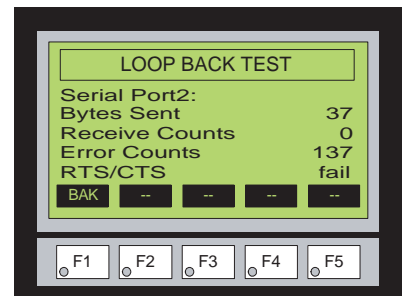 LOOP BACK TEST
Serial Port2:
Bytes Sent 37
Receive Counts 0
Error Counts 137
RTS/CTS fail
BAK -- -- -- --
F1 F2 F3 F4 F5